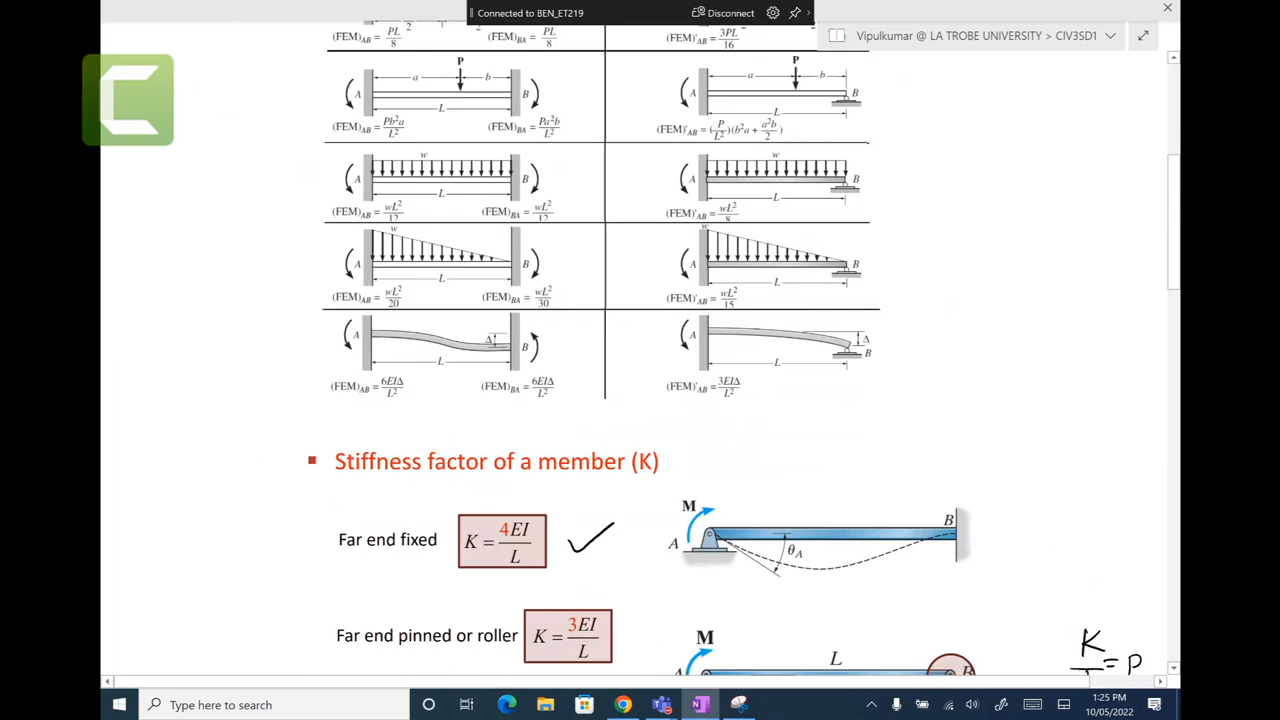 Connected to BEN_ET219
Disconnect
Vipulkumar @ LA TROBE UNIVERSITY > CIV3SD1
2
(FEM)AB = PL/8
(FEM)BA = PL/8
(FEM)'AB = 3PL/16
P
a
b
A
B
L
(FEM)AB = Pb²a/L²
(FEM)BA = Pa²b/L²
P
a
b
A
B
L
(FEM)'AB = (P/L²)(b²a + a²b/2)
w
A
B
L
(FEM)AB = wL²/12
(FEM)BA = wL²/12
w
A
B
L
(FEM)'AB = wL²/8
w
A
B
L
(FEM)AB = wL²/20
(FEM)BA = wL²/30
w
A
B
L
(FEM)'AB = wL²/15
A
Δ
B
L
(FEM)AB = 6EIΔ/L²
(FEM)BA = 6EIΔ/L²
A
Δ
B
L
(FEM)'AB = 3EIΔ/L²
Stiffness factor of a member (K)
Far end fixed
K = 4EI/L
M
A
B
θA
Far end pinned or roller
K = 3EI/L
M
L
A
B
K
= P
Type here to search
1:25 PM
10/05/2022